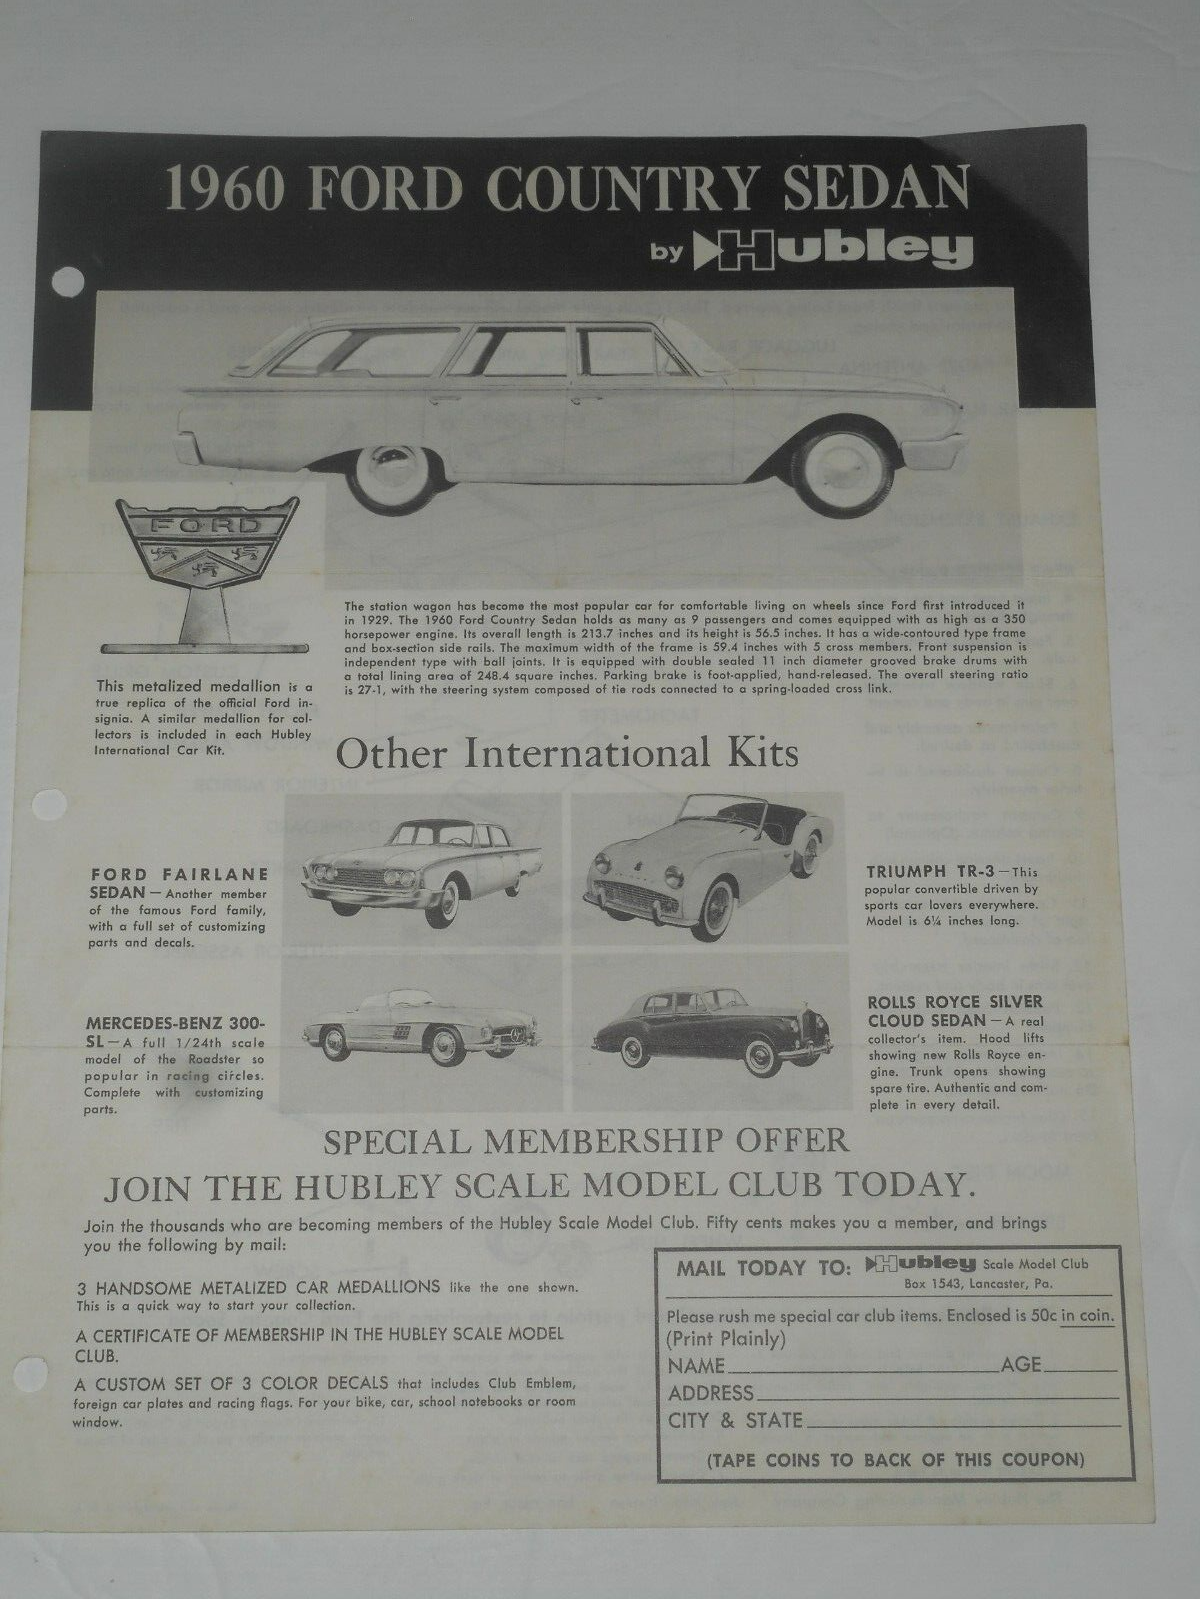 1960 FORD COUNTRY SEDAN
by Hubley
FORD
The station wagon has become the most popular car for comfortable living on wheels since Ford first introduced it
in 1929. The 1960 Ford Country Sedan holds as many as 9 passengers and comes equipped with as high as a 350
horsepower engine. Its overall length is 213.7 inches and its height is 56.5 inches. It has a wide-contoured type frame
and box-section side rails. The maximum width of the frame is 59.4 inches with 5 cross members. Front suspension is
independent type with ball joints. It is equipped with double sealed 11 inch diameter grooved brake drums with
a total lining area of 248.4 square inches. Parking brake is foot-applied, hand-released. The overall steering ratio
is 27-1, with the steering system composed of tie rods connected to a spring-loaded cross link.
This metalized medallion is a
true replica of the official Ford in-
signia. A similar medallion for col-
lectors is included in each Hubley
International Car Kit.
Other International Kits
FORD FAIRLANE
SEDAN — Another member
of the famous Ford family,
with a full set of customizing
parts and decals.
TRIUMPH TR-3 — This
popular convertible driven by
sports car lovers everywhere.
Model is 6¼ inches long.
MERCEDES-BENZ 300-
SL — A full 1/24th scale
model of the Roadster so
popular in racing circles.
Complete with customizing
parts.
ROLLS ROYCE SILVER
CLOUD SEDAN — A real
collector's item. Hood lifts
showing new Rolls Royce en-
gine. Trunk opens showing
spare tire. Authentic and com-
plete in every detail.
SPECIAL MEMBERSHIP OFFER
JOIN THE HUBLEY SCALE MODEL CLUB TODAY.
Join the thousands who are becoming members of the Hubley Scale Model Club. Fifty cents makes you a member, and brings
you the following by mail:
3 HANDSOME METALIZED CAR MEDALLIONS like the one shown.
This is a quick way to start your collection.
A CERTIFICATE OF MEMBERSHIP IN THE HUBLEY SCALE MODEL
CLUB.
A CUSTOM SET OF 3 COLOR DECALS that includes Club Emblem,
foreign car plates and racing flags. For your bike, car, school notebooks or room
window.
MAIL TODAY TO: Hubley Scale Model Club
Box 1543, Lancaster, Pa.
Please rush me special car club items. Enclosed is 50c in coin.
(Print Plainly)
NAME AGE
ADDRESS
CITY & STATE
(TAPE COINS TO BACK OF THIS COUPON)